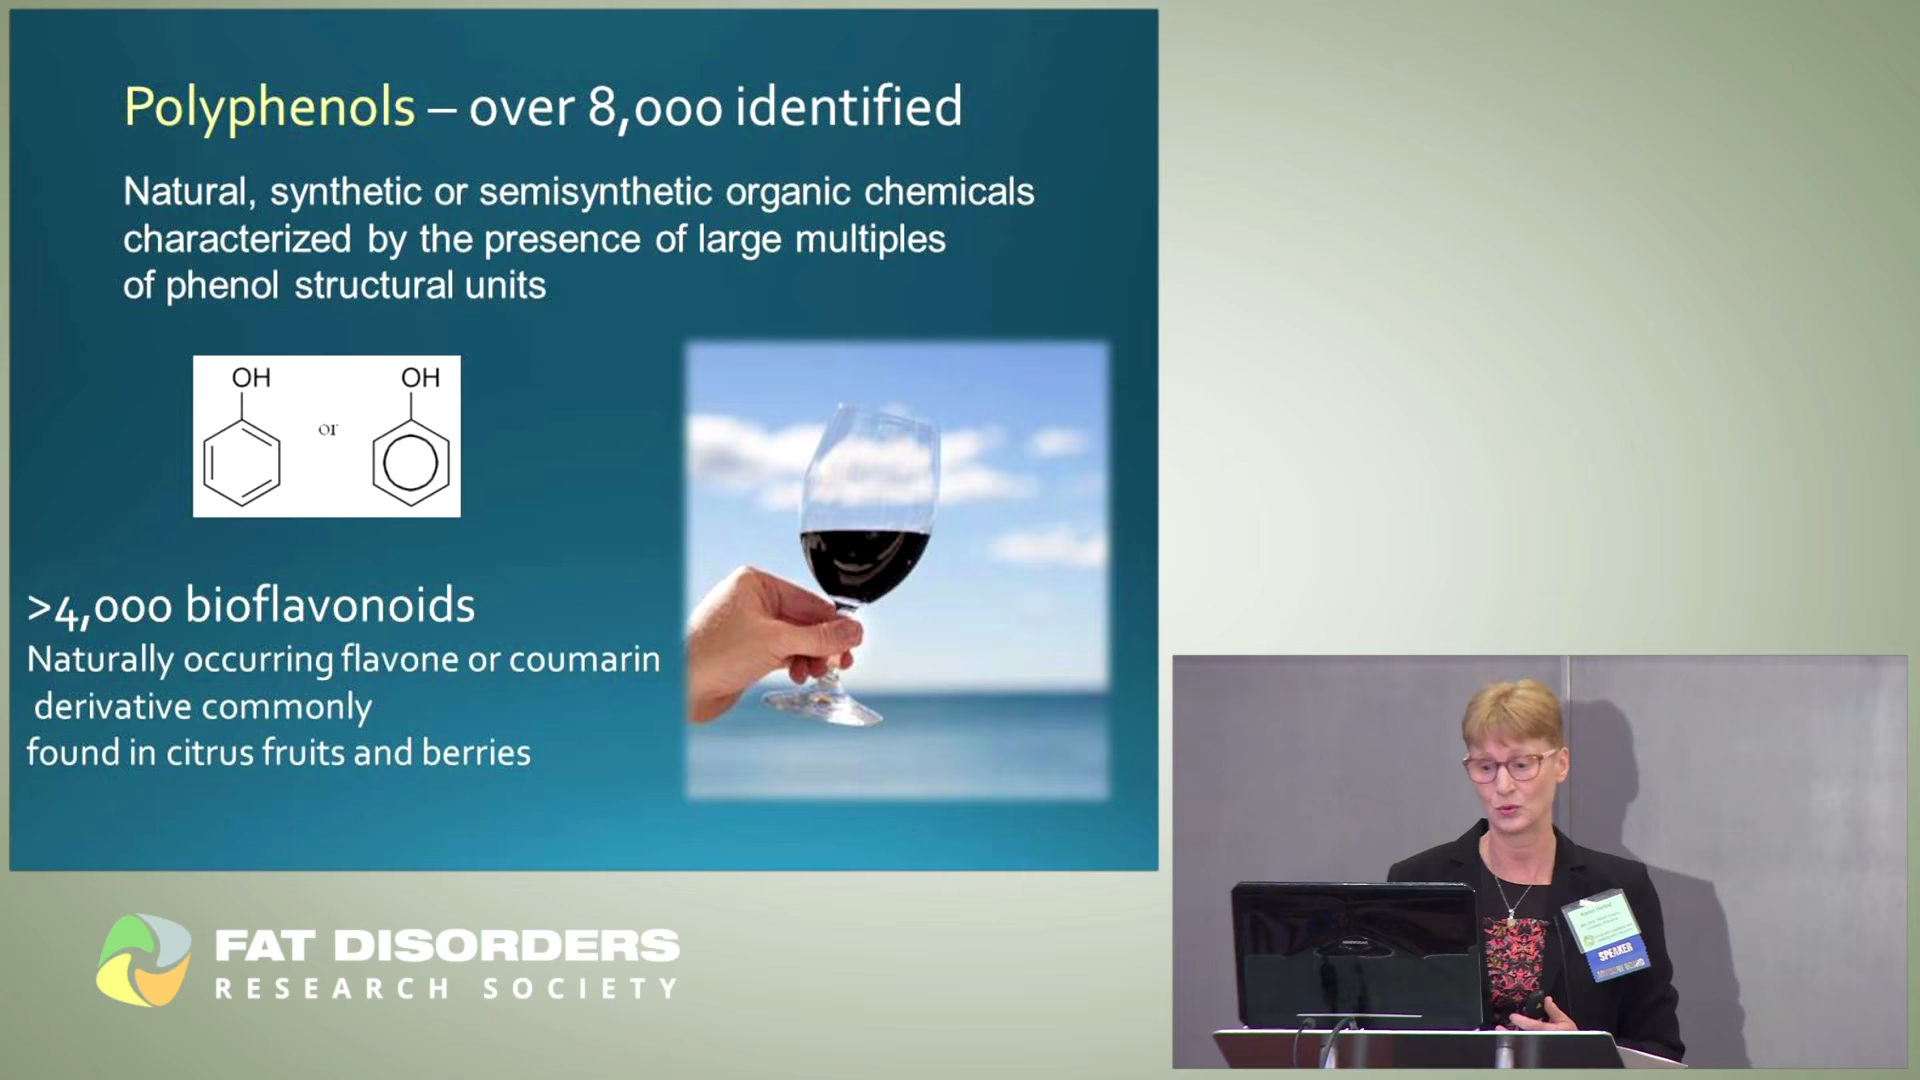 Polyphenols – over 8,000 identified
Natural, synthetic or semisynthetic organic chemicals
characterized by the presence of large multiples
of phenol structural units
OH
or
OH
>4,000 bioflavonoids
Naturally occurring flavone or coumarin
derivative commonly
found in citrus fruits and berries
FAT DISORDERS
RESEARCH SOCIETY
SPEAKER